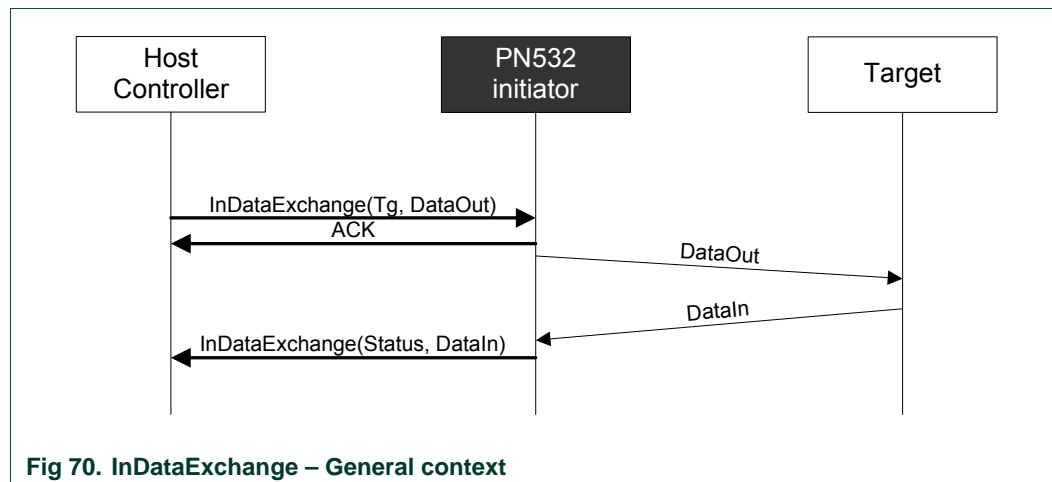 Host
Controller
PN532
initiator
Target
InDataExchange(Tg, DataOut)
ACK
DataOut
DataIn
InDataExchange(Status, DataIn)
Fig 70. InDataExchange – General context